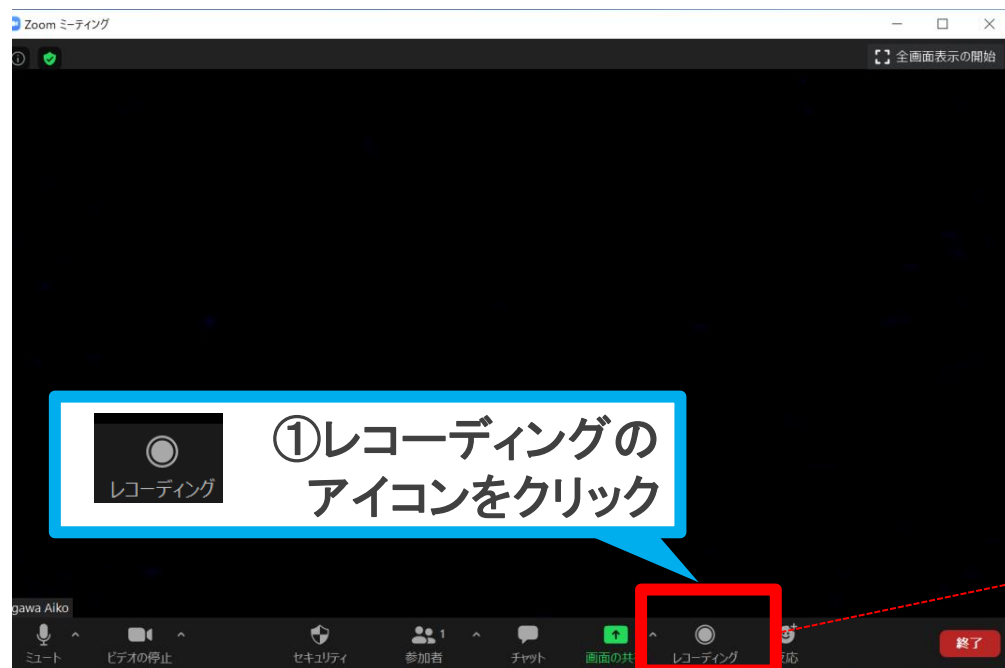 Zoom ミーティング
全画面表示の開始
①レコーディングの
アイコンをクリック
レコーディング
gawa Aiko
ミュート
ビデオの停止
セキュリティ
参加者
1
チャット
画面の共
レコーディング
応
終了